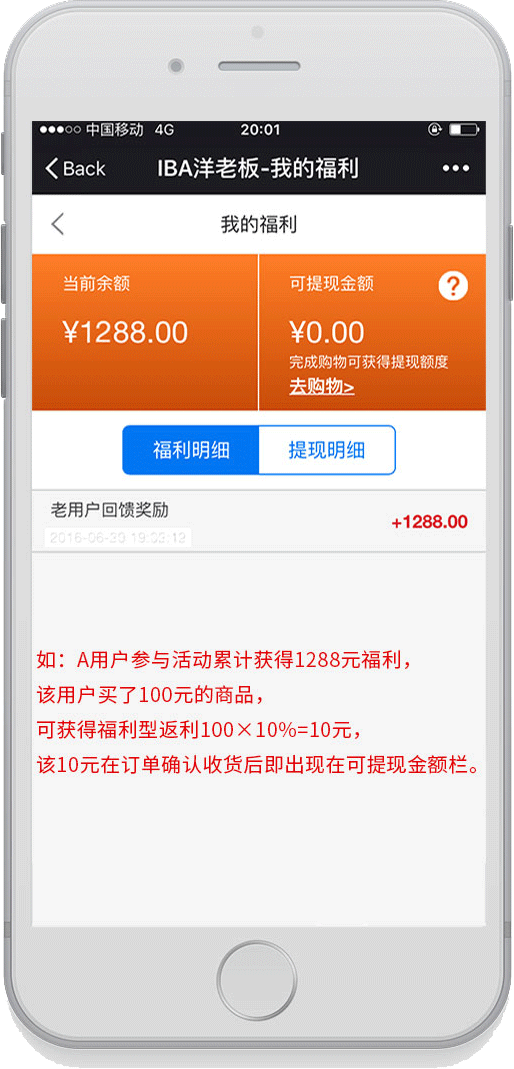 中国移动 4G 20:01
Back IBA洋老板-我的福利
我的福利
当前余额 可提现金额 ?
¥1288.00 ¥0.00
完成购物可获得提现额度
去购物>
福利明细 提现明细
老用户回馈奖励
+1288.00
如：A用户参与活动累计获得1288元福利，
该用户买了100元的商品，
可获得福利型返利100×10%=10元，
该10元在订单确认收货后即出现在可提现金额栏。